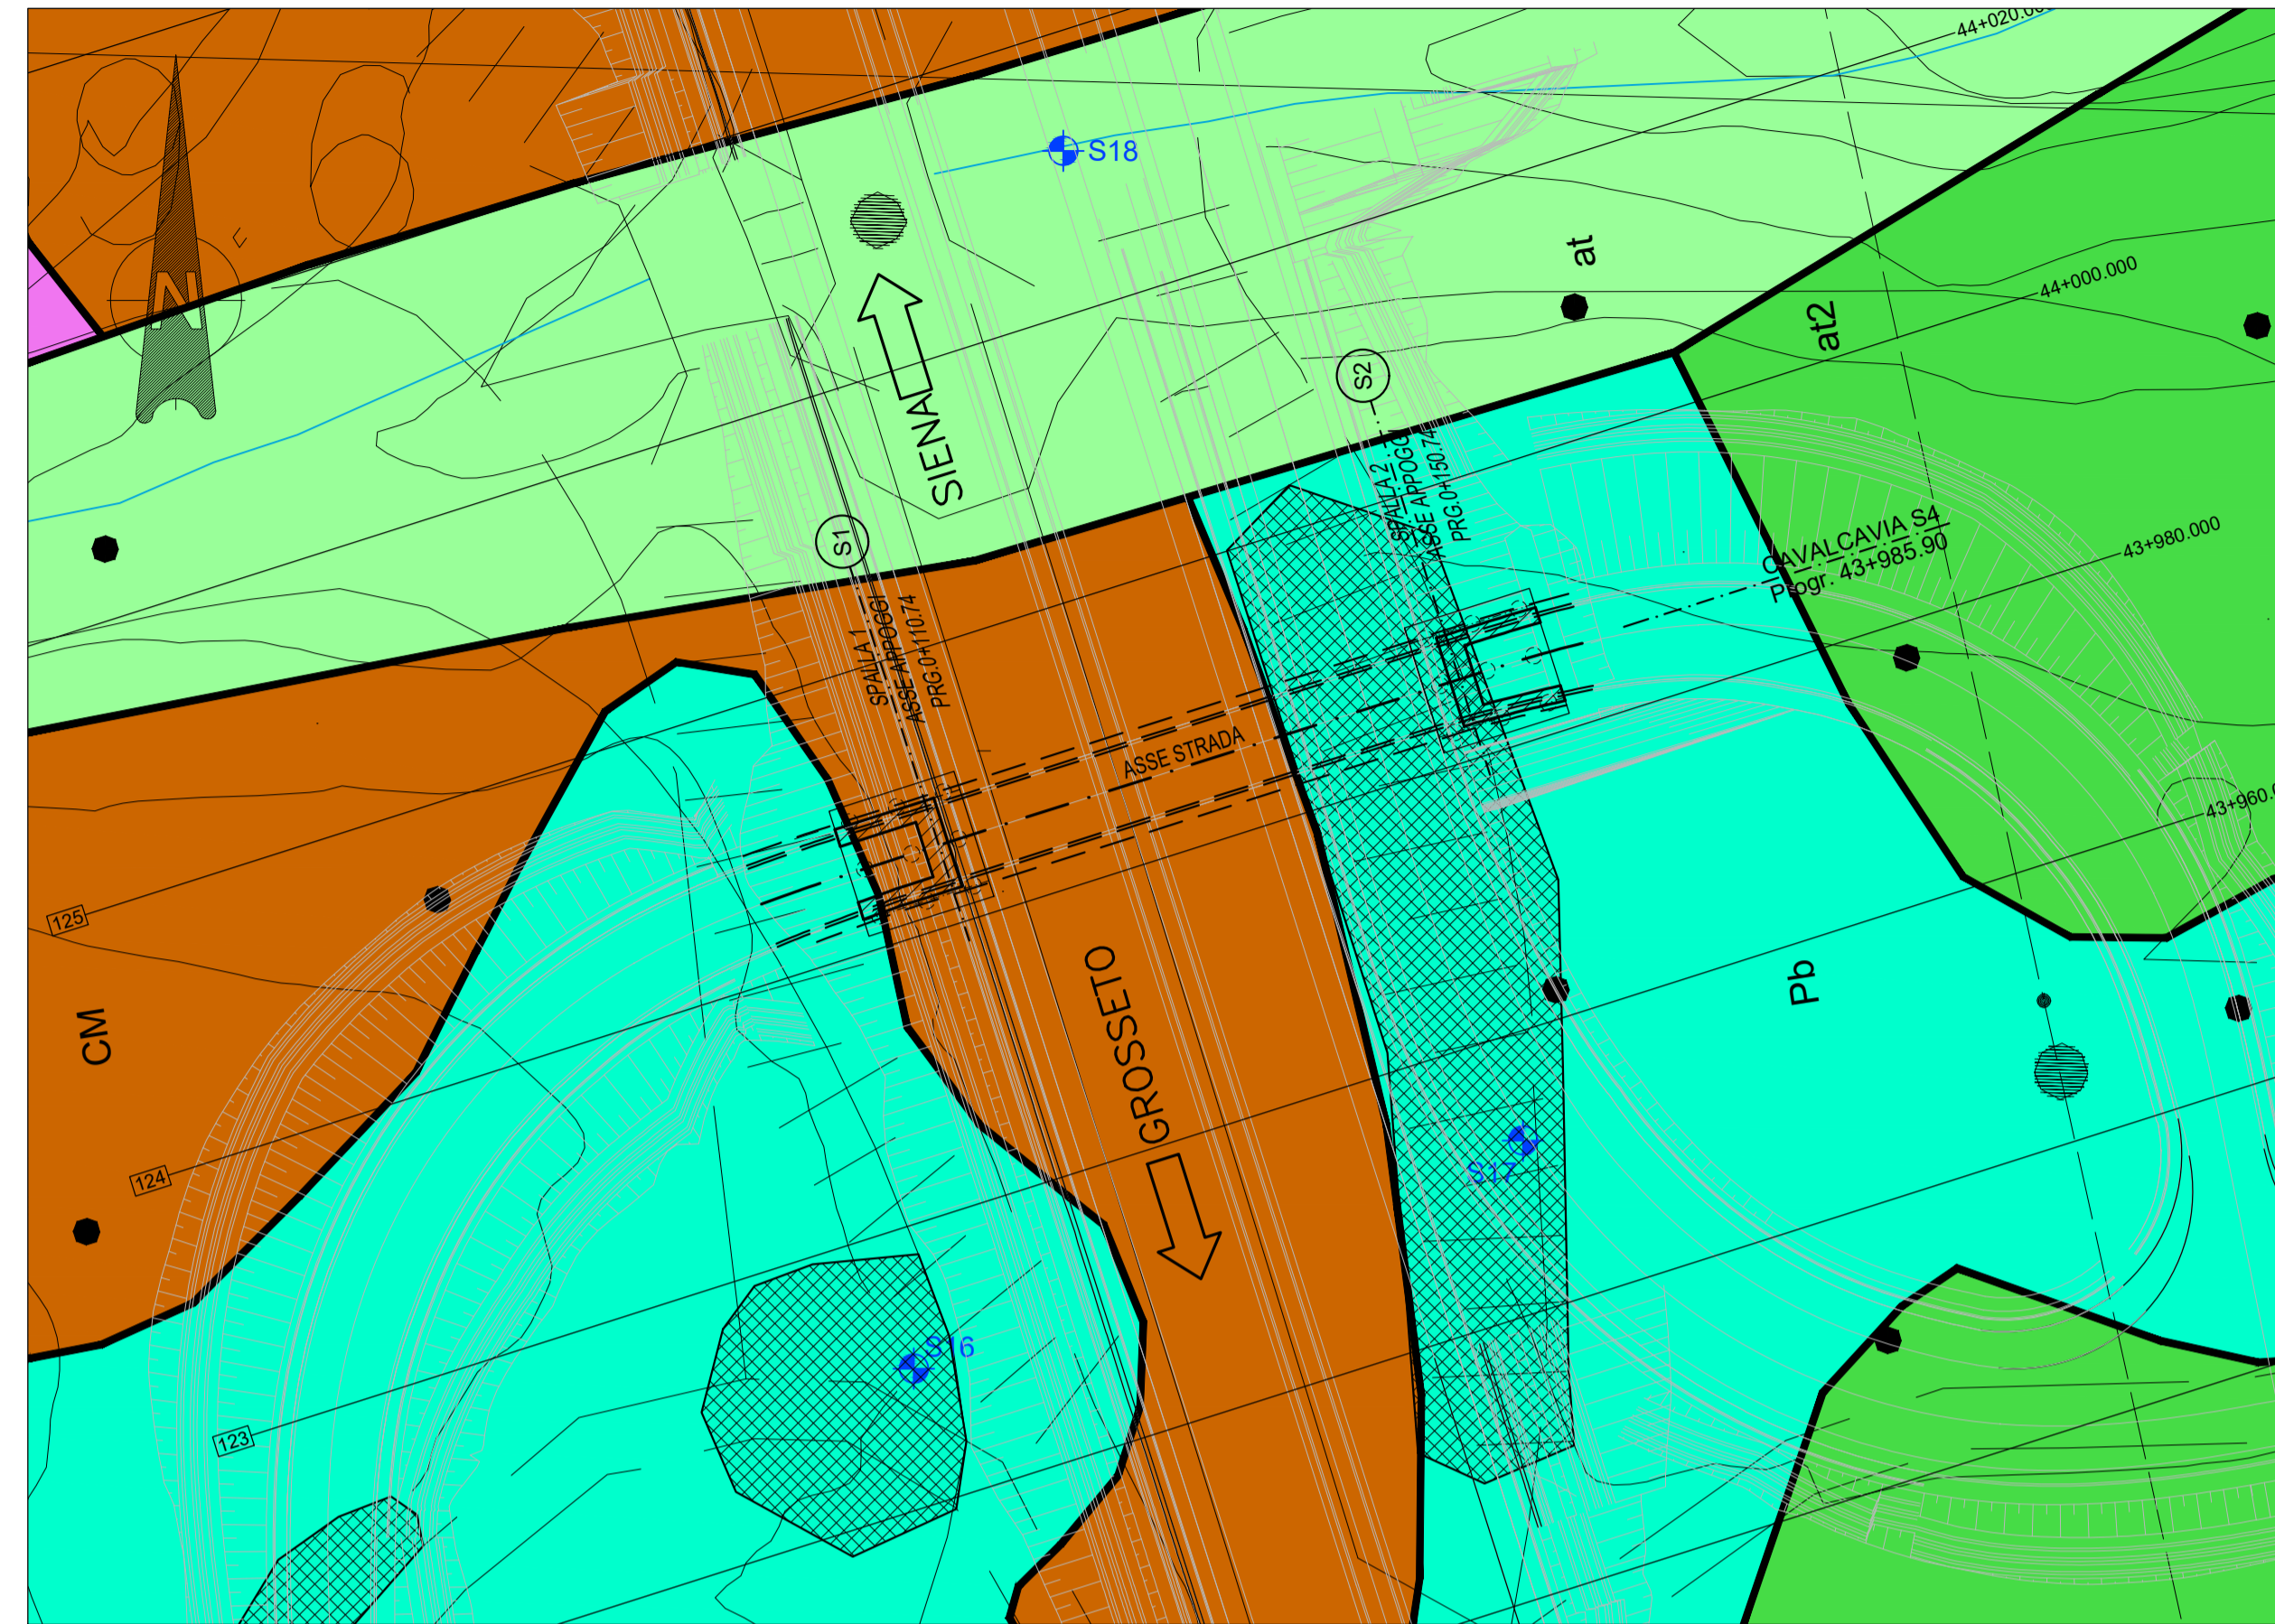 44+020.00
S18
at
at2
44+000.000
N
S2
SIENA
SPALLA 2
ASSE APPOGGI
PRG.0+150.74
S1
CAVALCAVIA S4
Progr. 43+985.90
43+980.000
SPALLA 1
ASSE APPOGGI
PRG.0+110.74
ASSE STRADA
43+960.0
125
CM
GROSSETO
Pb
124
S17
S16
123